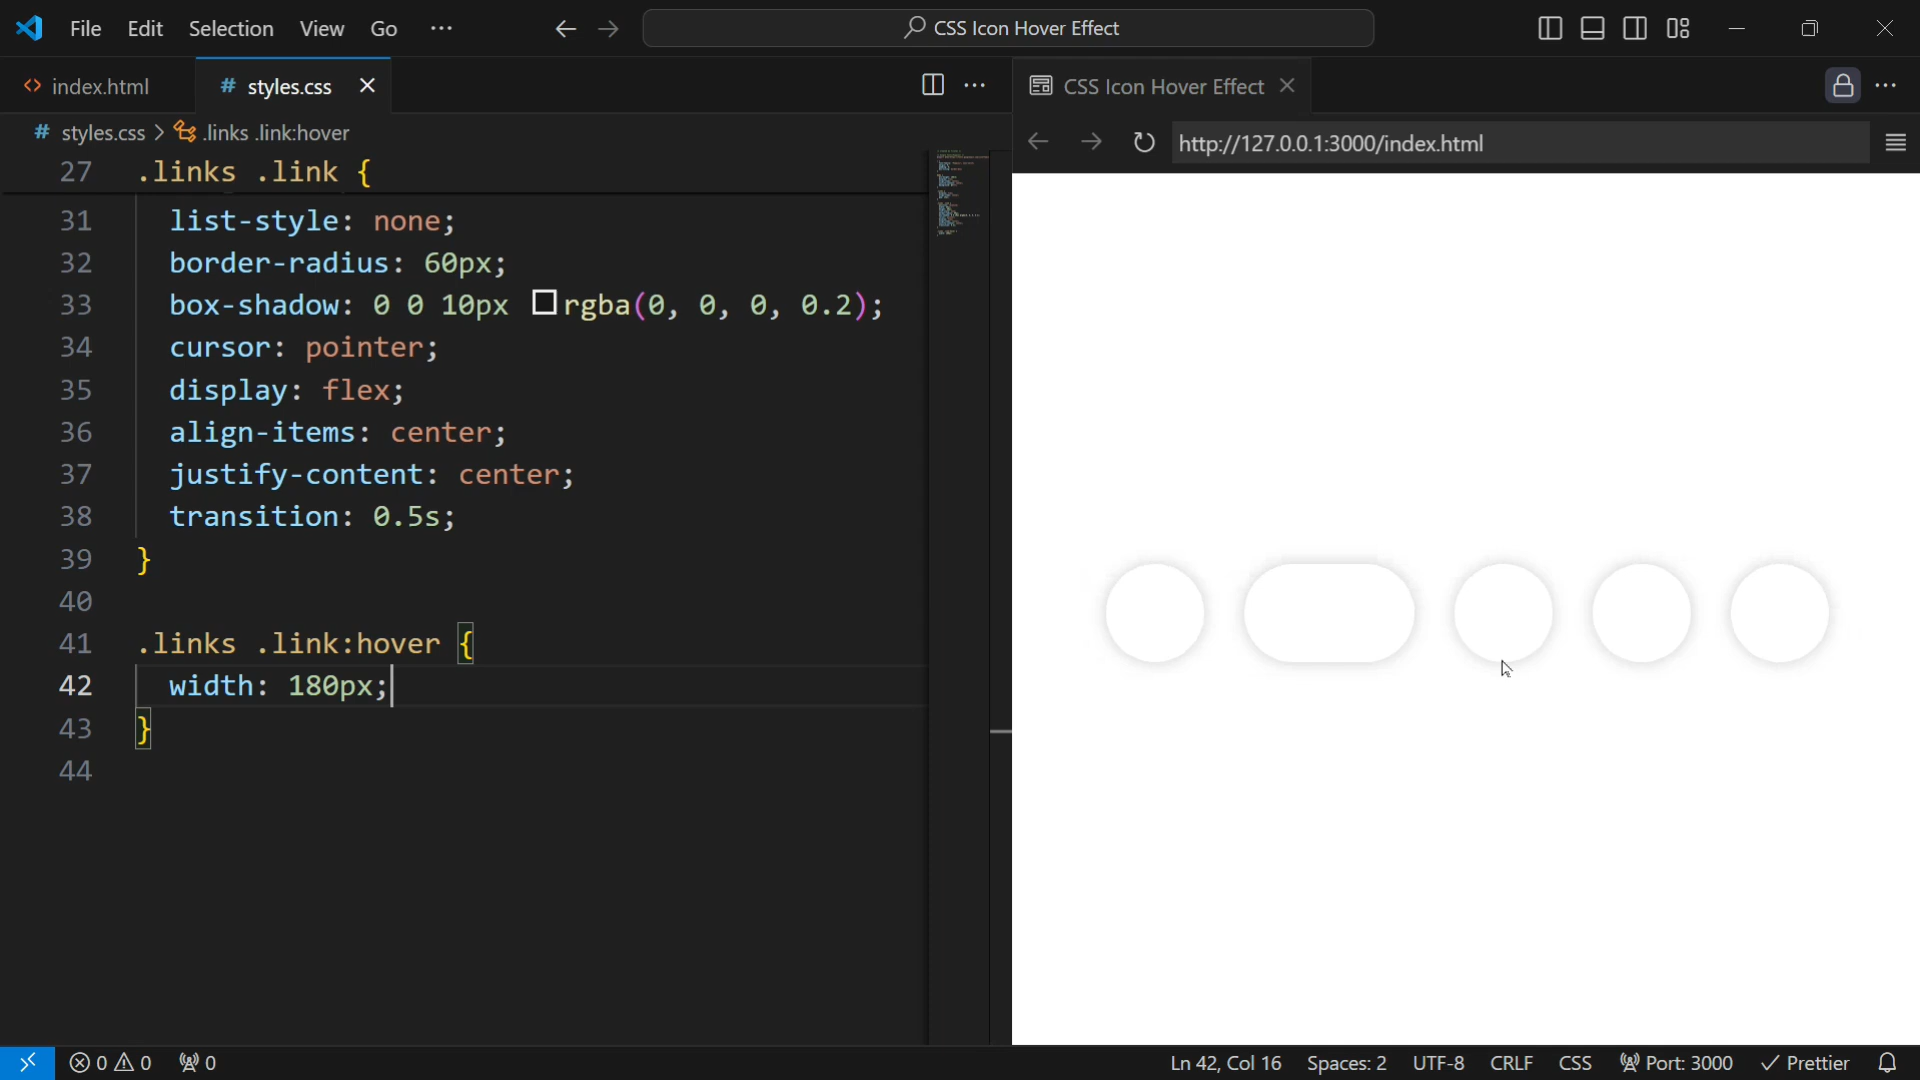 File Edit Selection View Go ··· CSS Icon Hover Effect
index.html # styles.css
CSS Icon Hover Effect
# styles.css > .links .link:hover
http://127.0.0.1:3000/index.html
27 .links .link {
31 list-style: none;
32 border-radius: 60px;
33 box-shadow: 0 0 10px rgba(0, 0, 0, 0.2);
34 cursor: pointer;
35 display: flex;
36 align-items: center;
37 justify-content: center;
38 transition: 0.5s;
39 }
40
41 .links .link:hover {
42 width: 180px;
43 }
44
0 0 0 Ln 42, Col 16 Spaces: 2 UTF-8 CRLF CSS Port: 3000 Prettier